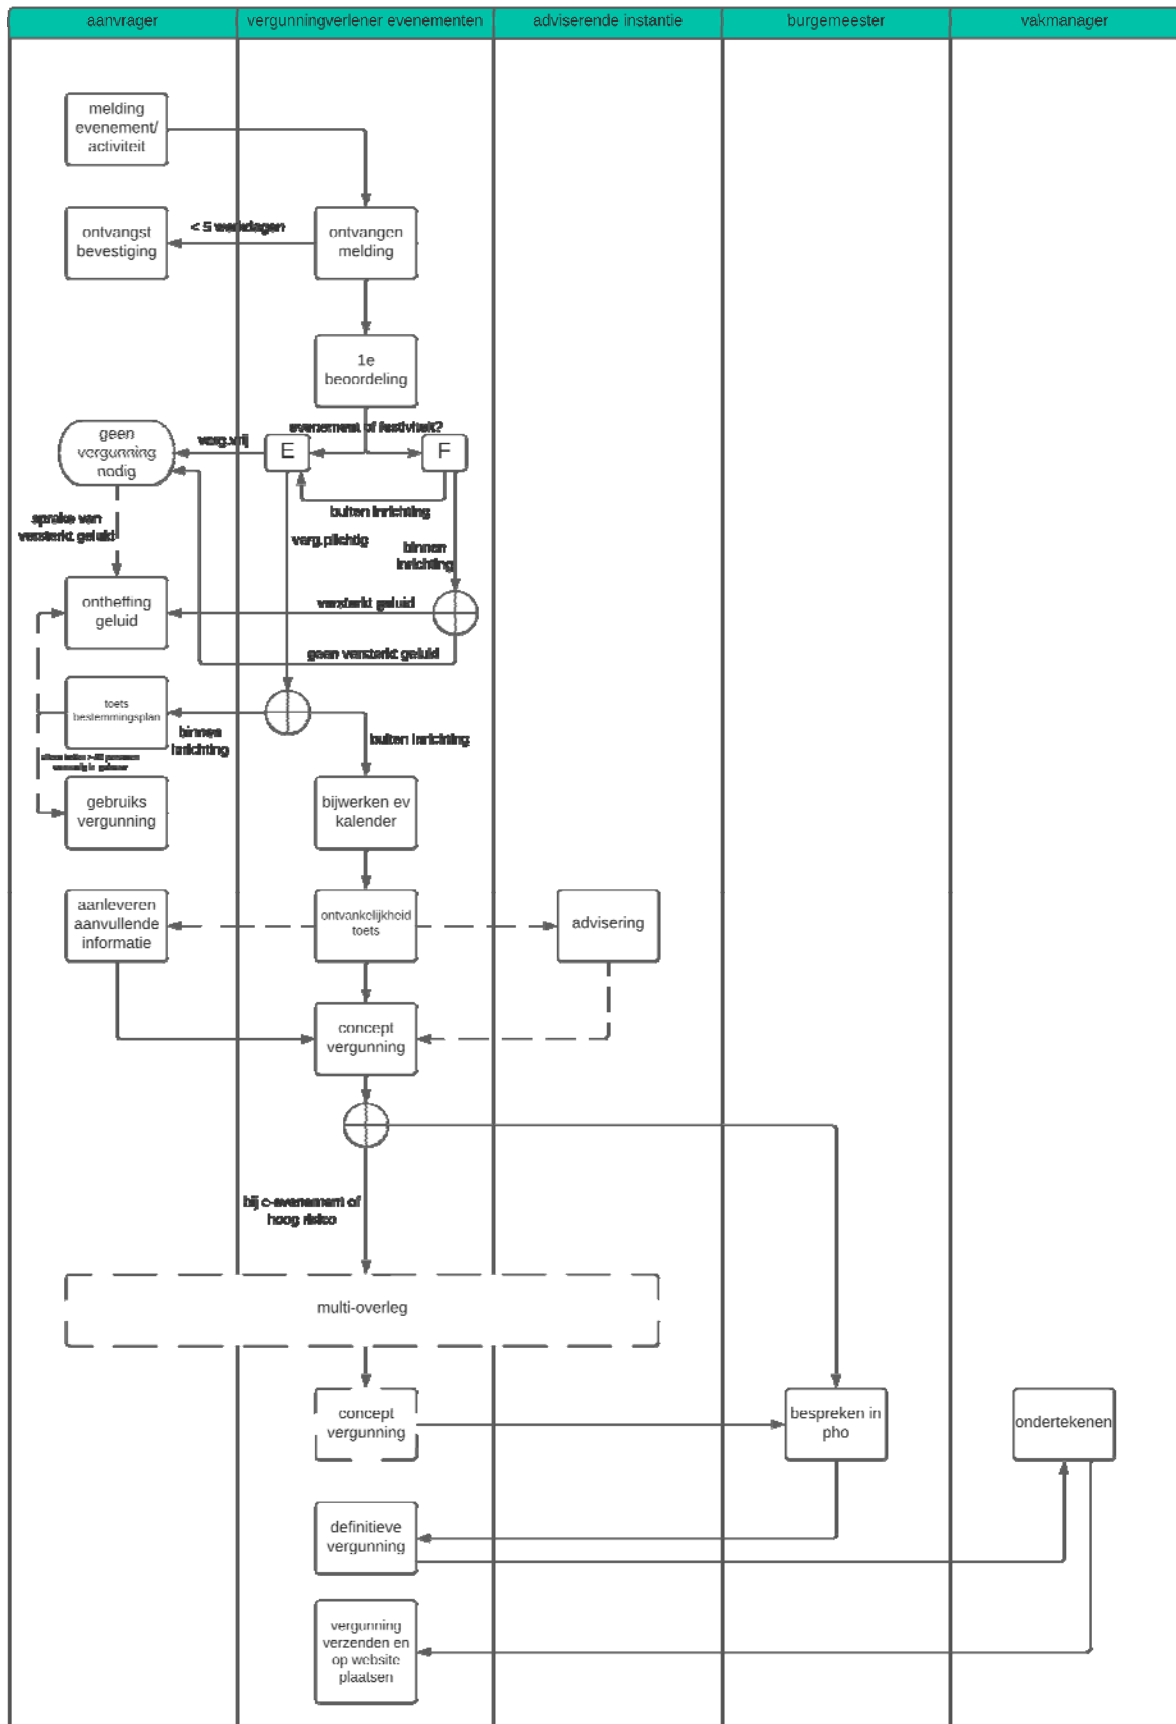 aanvrager
vergunningverlener evenementen
adviserende instantie
burgemeester
vakmanager
melding
evenement/
activiteit
ontvangst
bevestiging
< 5 werkdagen
ontvangen
melding
1e
beoordeling
evenement of festiviteit?
geen
vergunning
nodig
verg.vrij
E
F
buiten inrichting
sprake van
versterkt geluid
verg.plichtig
binnen
inrichting
ontheffing
geluid
versterkt geluid
geen versterkt geluid
toets
bestemmingsplan
binnen
inrichting
buiten inrichting
gebruiks
vergunning
bijwerken ev
kalender
aanleveren
aanvullende
informatie
ontvankelijkheid
toets
advisering
concept
vergunning
bij c-evenement of
hoog risico
multi-overleg
concept
vergunning
bespreken in
pho
ondertekenen
definitieve
vergunning
vergunning
verzenden en
op website
plaatsen